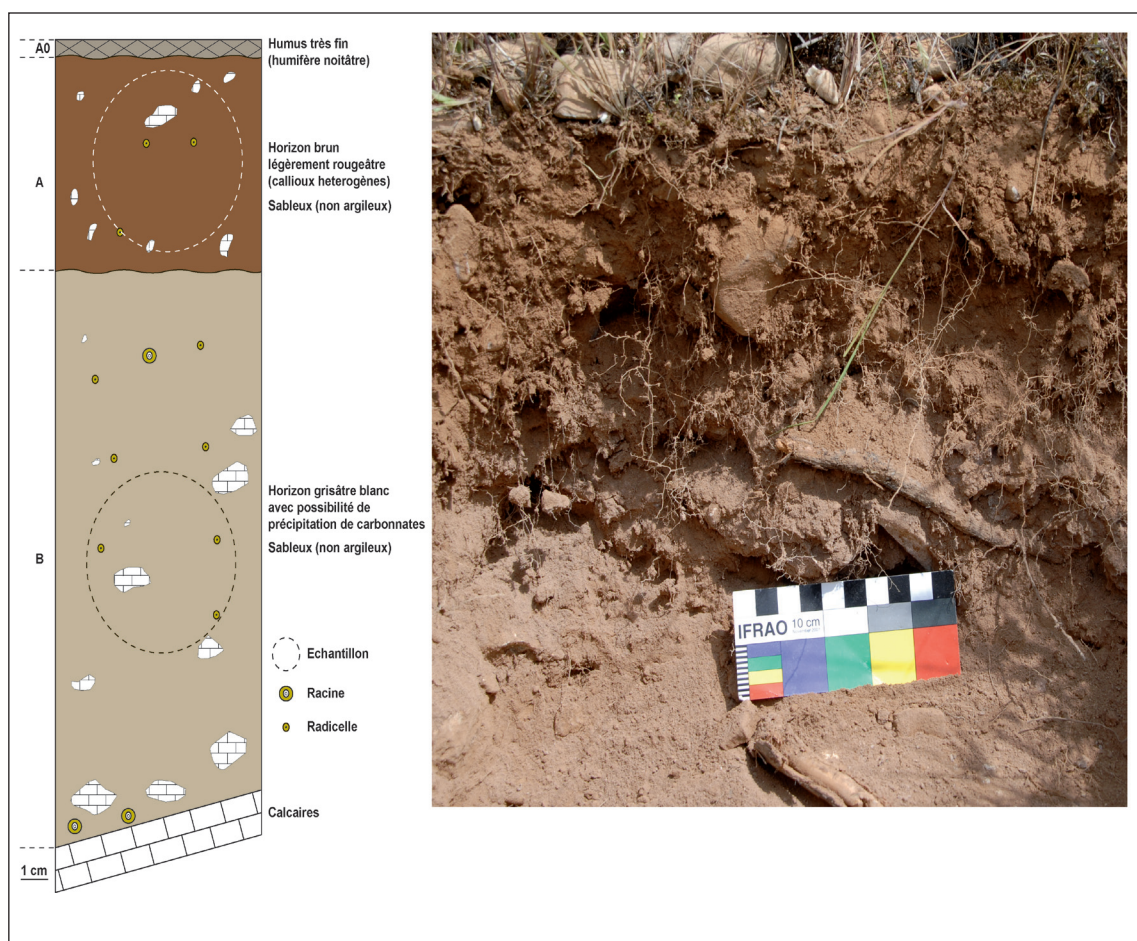 A0
Humus très fin
(humifère noitâtre)
A
Horizon brun
légèrement rougeâtre
(callioux heterogènes)
Sableux (non argileux)
B
Horizon grisâtre blanc
avec possibilité de
précipitation de carbonnates
Sableux (non argileux)
Echantillon
Racine
Radicelle
Calcaires
1 cm
IFRAO 10 cm